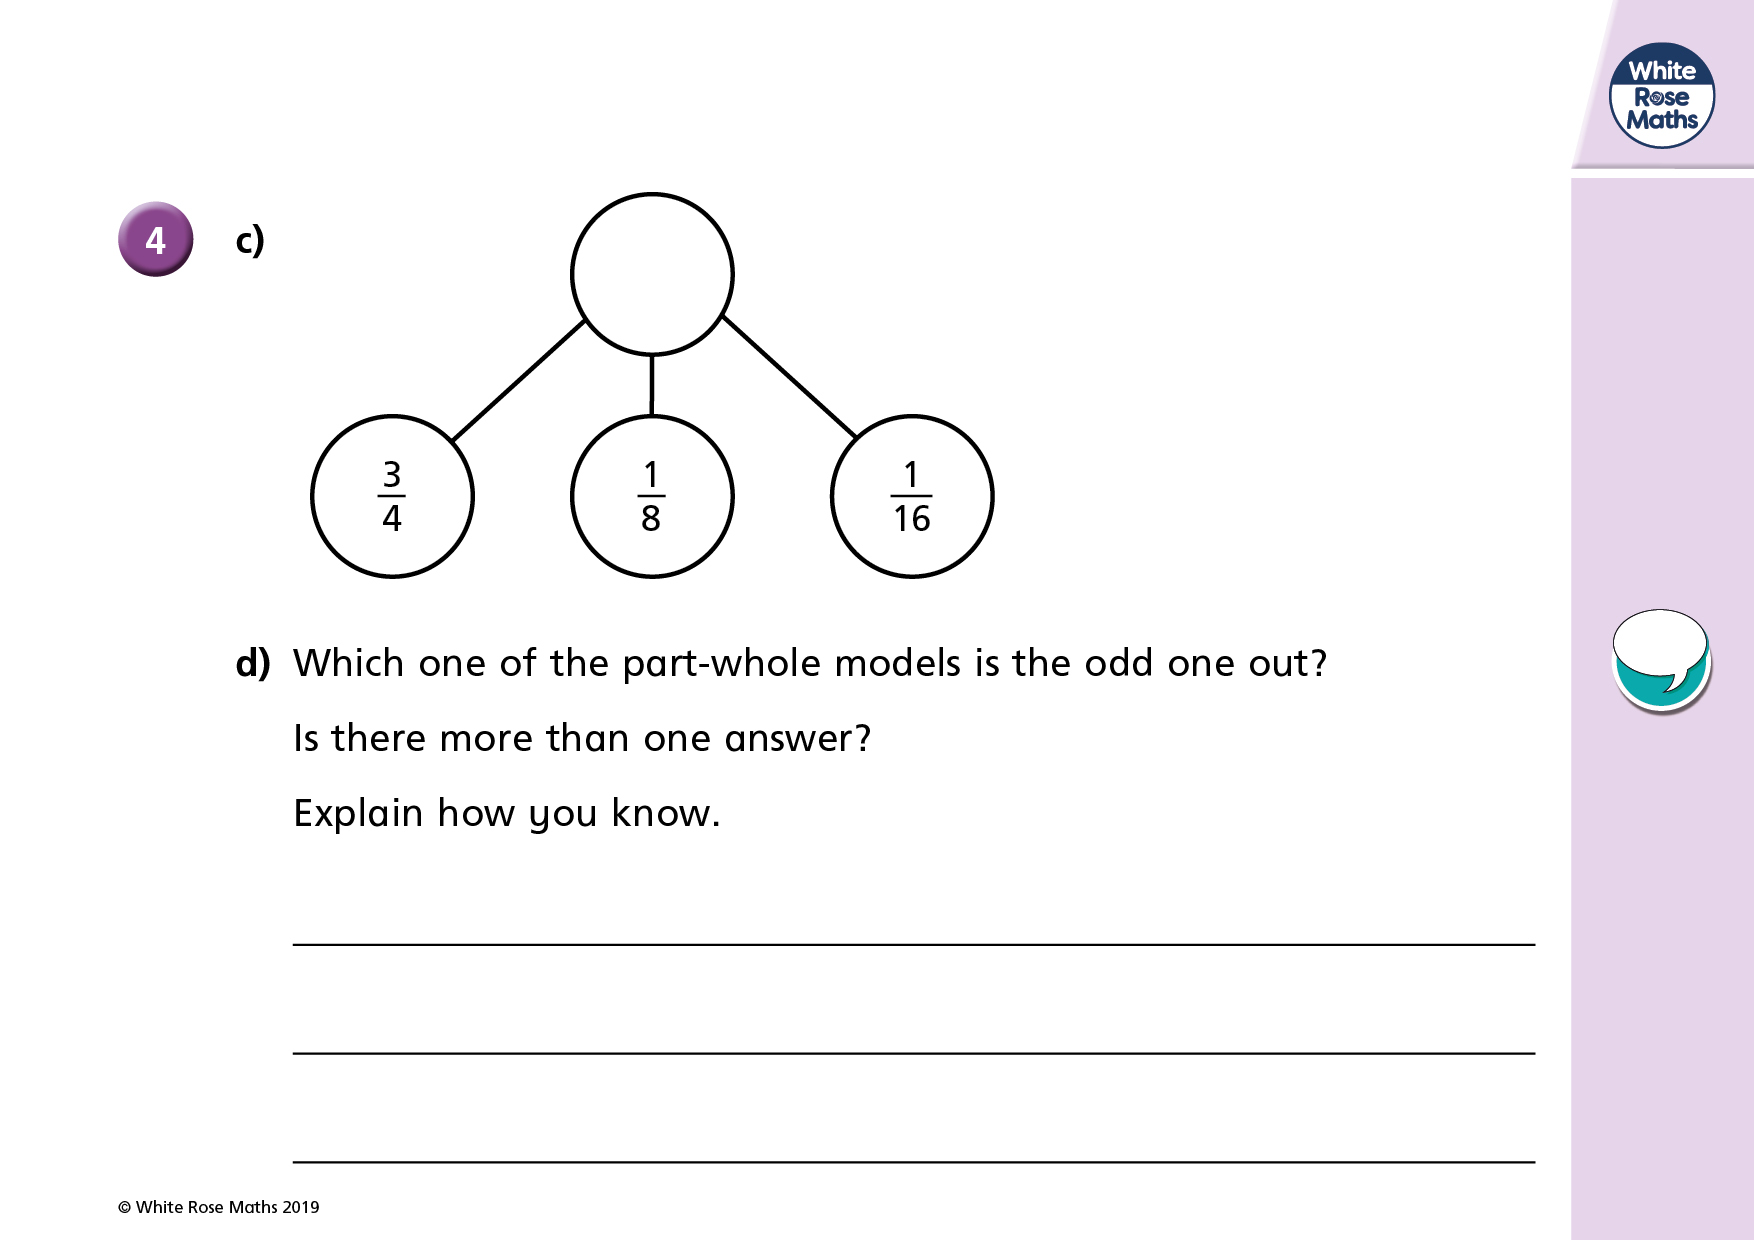 White
Rose
Maths
4 c)
3/4 1/8 1/16
d) Which one of the part-whole models is the odd one out?
Is there more than one answer?
Explain how you know.
© White Rose Maths 2019